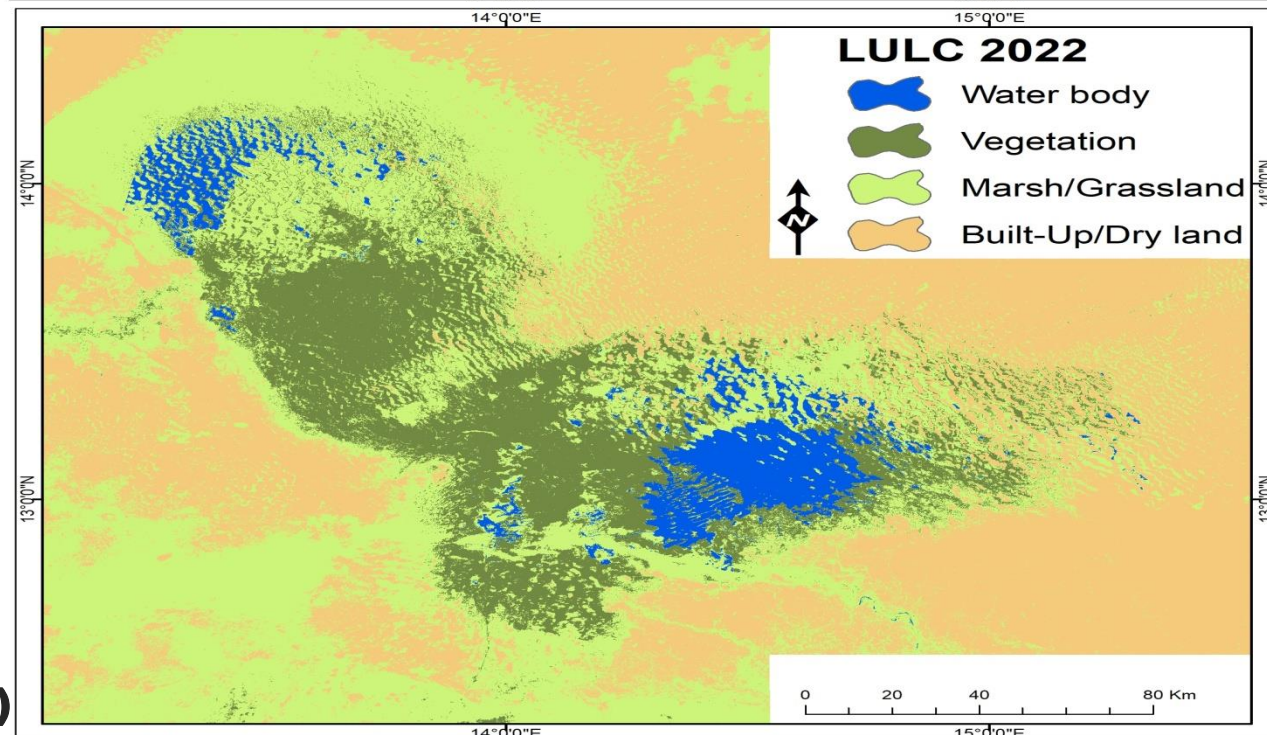 14°0'0"E 15°0'0"E
LULC 2022
Water body
Vegetation
Marsh/Grassland
Built-Up/Dry land
N
14°0'0"N 14°0'0"N
13°0'0"N 13°0'0"N
0 20 40 80 Km
)
14°0'0"E 15°0'0"E